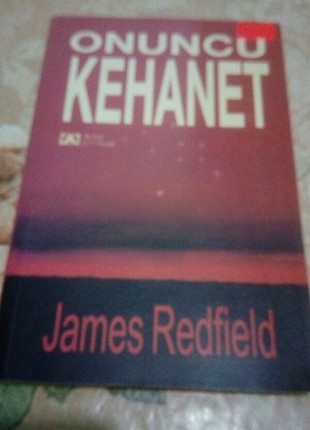 ONUNCU
KEHANET
James Redfield